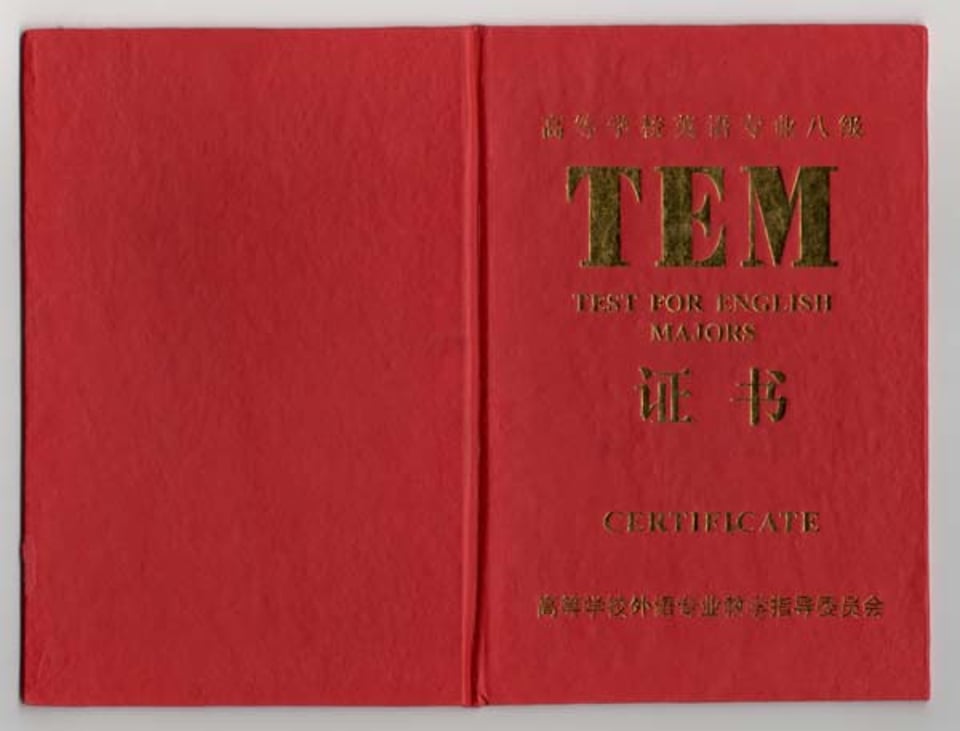 高等学校英语专业八级
TEM
TEST FOR ENGLISH
MAJORS
证书
CERTIFICATE
高等学校外语专业教学指导委员会